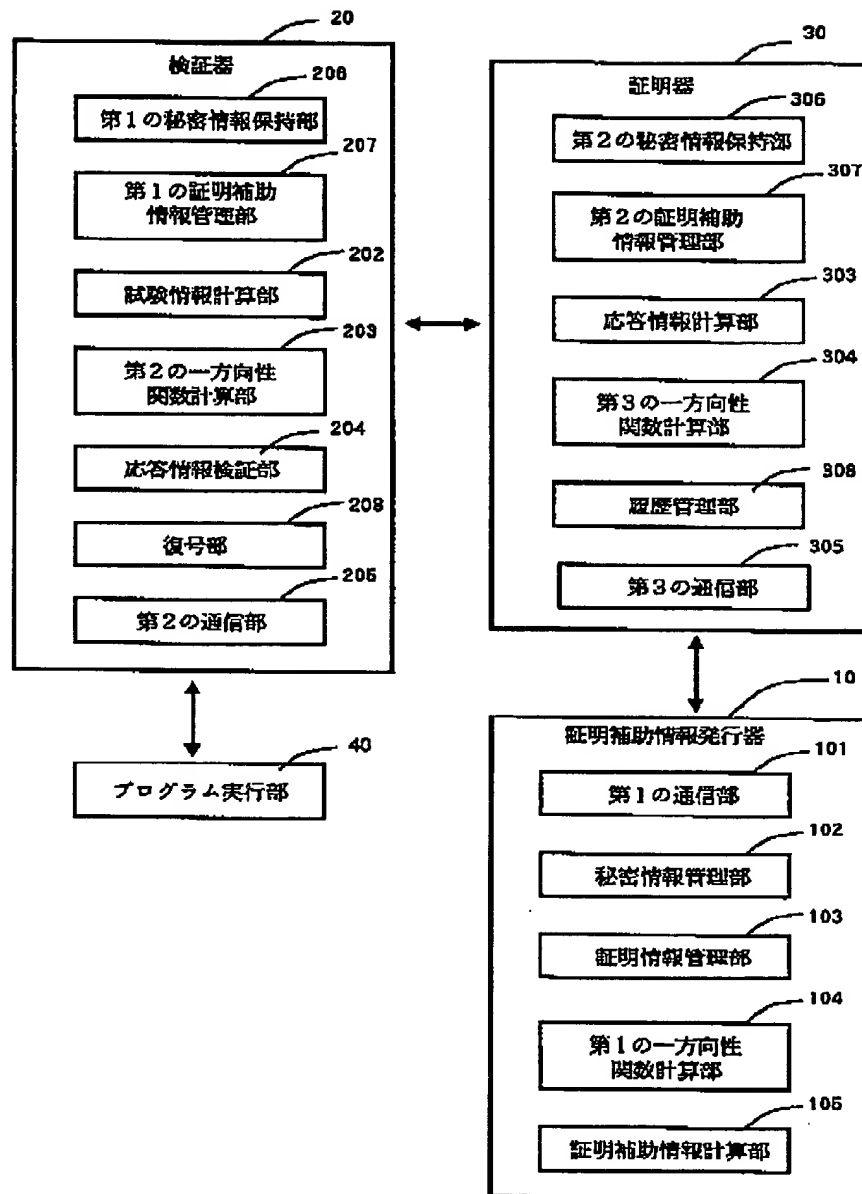 20
検証器
206
第1の秘密情報保持部
207
第1の証明補助
情報管理部
202
試験情報計算部
203
第2の一方向性
関数計算部
204
応答情報検証部
208
復号部
205
第2の通信部
40
プログラム実行部
30
証明器
306
第2の秘密情報保持部
307
第2の証明補助
情報管理部
303
応答情報計算部
304
第3の一方向性
関数計算部
308
履歴管理部
305
第3の通信部
10
証明補助情報発行器
101
第1の通信部
102
秘密情報管理部
103
証明情報管理部
104
第1の一方向性
関数計算部
105
証明補助情報計算部